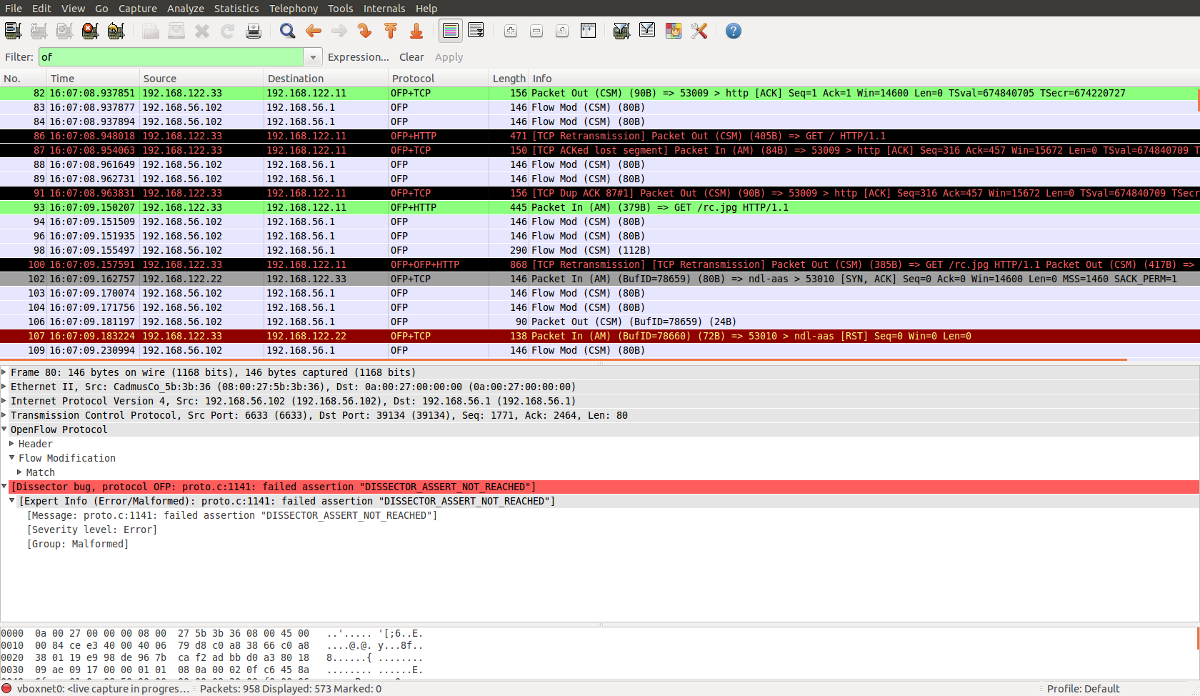 File Edit View Go Capture Analyze Statistics Telephony Tools Internals Help
Filter: of Expression... Clear Apply
No. Time Source Destination Protocol Length Info
82 16:07:08.937851 192.168.122.33 192.168.122.11 OFP+TCP 156 Packet Out (CSM) (90B) => 53009 > http [ACK] Seq=1 Ack=1 Win=14600 Len=0 TSval=674840705 TSecr=674220727
83 16:07:08.937877 192.168.56.102 192.168.56.1 OFP 146 Flow Mod (CSM) (80B)
84 16:07:08.937894 192.168.56.102 192.168.56.1 OFP 146 Flow Mod (CSM) (80B)
86 16:07:08.948018 192.168.122.33 192.168.122.11 OFP+HTTP 471 [TCP Retransmission] Packet Out (CSM) (405B) => GET / HTTP/1.1
87 16:07:08.954063 192.168.122.33 192.168.122.11 OFP+TCP 150 [TCP ACKed lost segment] Packet In (AM) (84B) => 53009 > http [ACK] Seq=316 Ack=457 Win=15672 Len=0 TSval=674840709 T
88 16:07:08.961649 192.168.56.102 192.168.56.1 OFP 146 Flow Mod (CSM) (80B)
89 16:07:08.962731 192.168.56.102 192.168.56.1 OFP 146 Flow Mod (CSM) (80B)
91 16:07:08.963831 192.168.122.33 192.168.122.11 OFP+TCP 156 [TCP Dup ACK 87#1] Packet Out (CSM) (90B) => 53009 > http [ACK] Seq=316 Ack=457 Win=15672 Len=0 TSval=674840709 TSecr
93 16:07:09.150207 192.168.122.33 192.168.122.11 OFP+HTTP 445 Packet In (AM) (379B) => GET /rc.jpg HTTP/1.1
94 16:07:09.151509 192.168.56.102 192.168.56.1 OFP 146 Flow Mod (CSM) (80B)
96 16:07:09.151935 192.168.56.102 192.168.56.1 OFP 146 Flow Mod (CSM) (80B)
98 16:07:09.155497 192.168.56.102 192.168.56.1 OFP 290 Flow Mod (CSM) (112B)
100 16:07:09.157591 192.168.122.33 192.168.122.11 OFP+OFP+HTTP 868 [TCP Retransmission] [TCP Retransmission] Packet Out (CSM) (385B) => GET /rc.jpg HTTP/1.1 Packet Out (CSM) (417B) =>
102 16:07:09.162757 192.168.122.22 192.168.122.33 OFP+TCP 146 Packet In (AM) (BufID=78659) (80B) => ndl-aas > 53010 [SYN, ACK] Seq=0 Ack=0 Win=14600 Len=0 MSS=1460 SACK_PERM=1
103 16:07:09.170074 192.168.56.102 192.168.56.1 OFP 146 Flow Mod (CSM) (80B)
104 16:07:09.171756 192.168.56.102 192.168.56.1 OFP 146 Flow Mod (CSM) (80B)
106 16:07:09.181197 192.168.56.102 192.168.56.1 OFP 90 Packet Out (CSM) (BufID=78659) (24B)
107 16:07:09.183224 192.168.122.33 192.168.122.22 OFP+TCP 138 Packet In (AM) (BufID=78660) (72B) => 53010 > ndl-aas [RST] Seq=0 Win=0 Len=0
109 16:07:09.230994 192.168.56.102 192.168.56.1 OFP 146 Flow Mod (CSM) (80B)
Frame 80: 146 bytes on wire (1168 bits), 146 bytes captured (1168 bits)
Ethernet II, Src: CadmusCo_5b:3b:36 (08:00:27:5b:3b:36), Dst: 0a:00:27:00:00:00 (0a:00:27:00:00:00)
Internet Protocol Version 4, Src: 192.168.56.102 (192.168.56.102), Dst: 192.168.56.1 (192.168.56.1)
Transmission Control Protocol, Src Port: 6633 (6633), Dst Port: 39134 (39134), Seq: 1771, Ack: 2464, Len: 80
OpenFlow Protocol
Header
Flow Modification
Match
[Dissector bug, protocol OFP: proto.c:1141: failed assertion "DISSECTOR_ASSERT_NOT_REACHED"]
[Expert Info (Error/Malformed): proto.c:1141: failed assertion "DISSECTOR_ASSERT_NOT_REACHED"]
[Message: proto.c:1141: failed assertion "DISSECTOR_ASSERT_NOT_REACHED"]
[Severity level: Error]
[Group: Malformed]
0000 0a 00 27 00 00 00 08 00 27 5b 3b 36 08 00 45 00 ..'..... '[;6..E.
0010 00 84 ce e3 40 00 40 06 79 d8 c0 a8 38 66 c0 a8 ....@.@. y...8f..
0020 38 01 19 e9 98 de 96 7b ca f2 ad bb d0 a3 80 18 8......{ ........
0030 09 ae 09 17 00 00 01 01 08 0a 00 02 0f c6 45 8a ........ ......E.
vboxnet0: <live capture in progres... Packets: 958 Displayed: 573 Marked: 0 Profile: Default